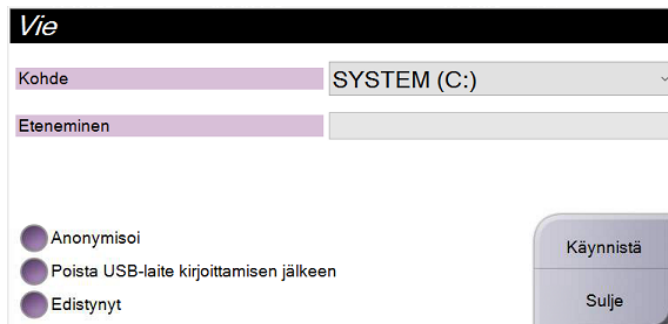 Vie
Kohde
SYSTEM (C:)
Eteneminen
Anonymisoi
Poista USB-laite kirjoittamisen jälkeen
Edistynyt
Käynnistä
Sulje